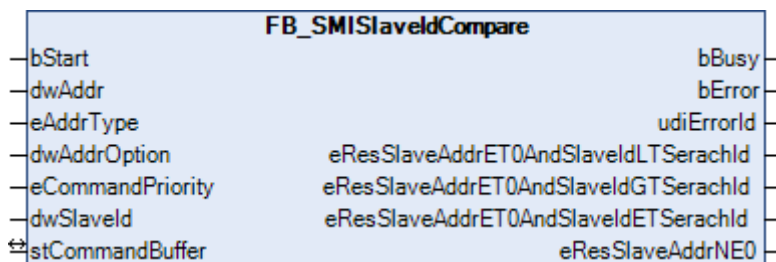 FB_SMISlaveIdCompare
bStart bBusy
dwAddr bError
eAddrType udiErrorId
dwAddrOption eResSlaveAddrET0AndSlaveIdLTSerachId
eCommandPriority eResSlaveAddrET0AndSlaveIdGTSerachId
dwSlaveId eResSlaveAddrET0AndSlaveIdETSerachId
stCommandBuffer eResSlaveAddrNE0